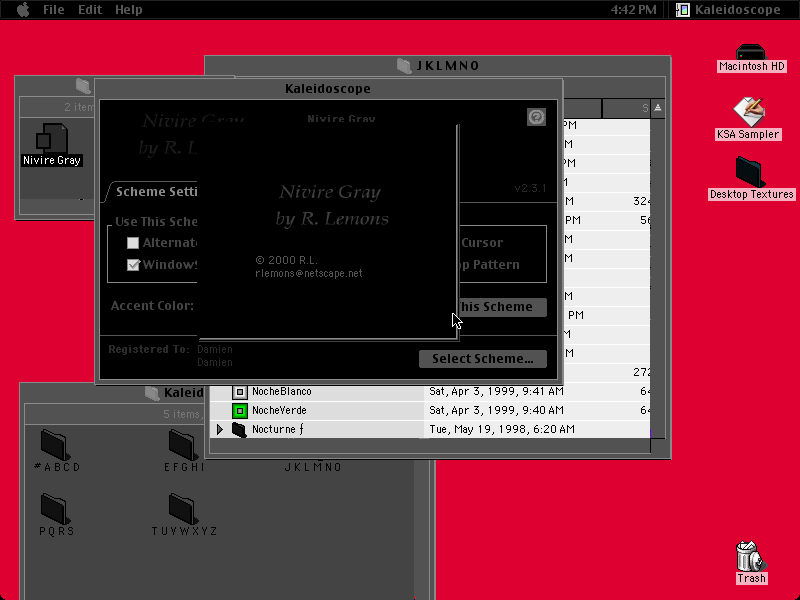 File Edit Help 4:42 PM Kaleidoscope
JKLMNO
Kaleidoscope
Macintosh HD
2 item
S
Nivire Gray
Nivire Gray
by R. L
PM
KSA Sampler
M
Nivire Gray
PM
M
Scheme Setti
v2.3.1
Desktop Textures
Nivire Gray
by R. Lemons
M 324
Use This Sche
PM 56
Alternat
Cursor
M
WindowS
p Pattern
M
© 2000 R.L.
rlemons@netscape.net
M
Accent Color:
his Scheme
PM
M
Registered To: Damien
Damien
M
Select Scheme...
272
NocheBlanco Sat, Apr 3, 1999, 9:41 AM 64
Kaleid
NocheVerde Sat, Apr 3, 1999, 9:40 AM 64
5 items,
Nocturne ƒ Tue, May 19, 1998, 6:20 AM
#ABCD EFGHI JKLMNO
PQRS TUVWXYZ
Trash